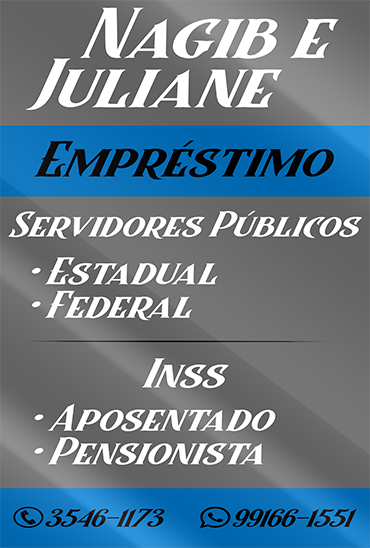 Nagib e
Juliane
Empréstimo
Servidores Públicos
• Estadual
• Federal
Inss
• Aposentado
• Pensionista
3546-1173 99166-1551